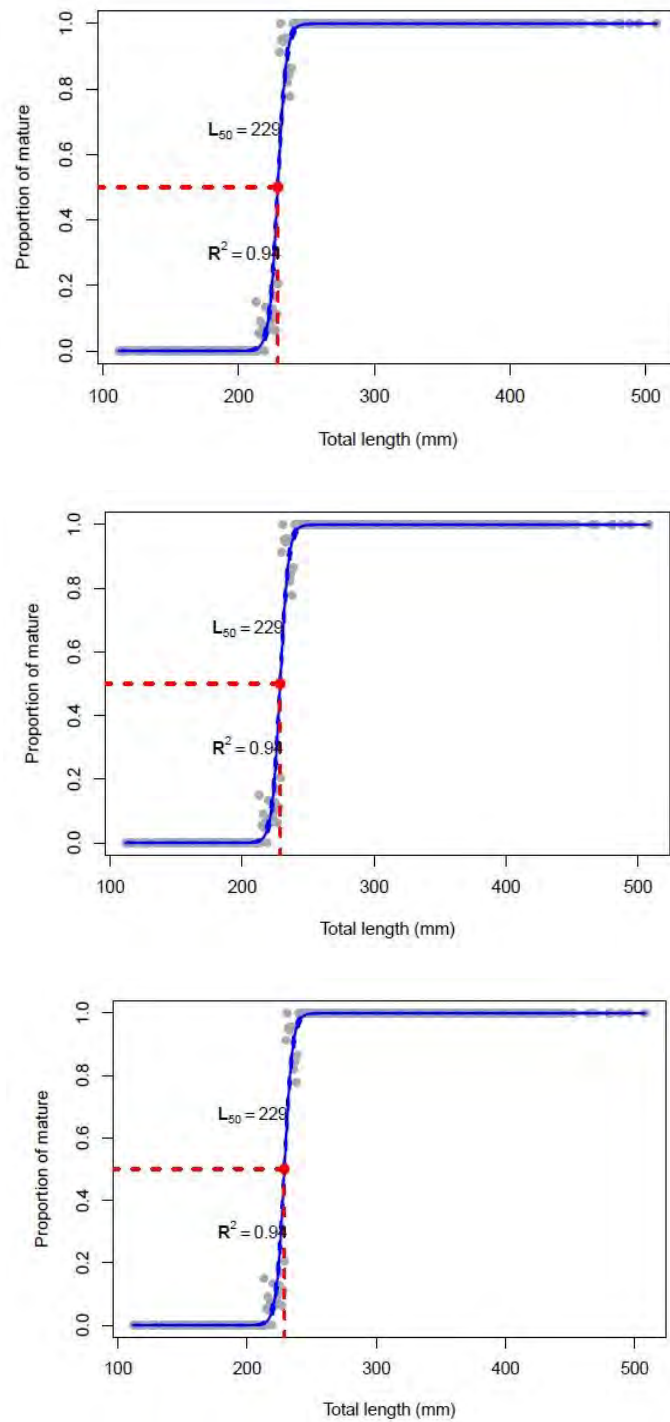 1.0
0.8
0.6
0.4
0.2
0.0
Proportion of mature
L50 = 229
R2 = 0.94
100 200 300 400 500
Total length (mm)
1.0
0.8
0.6
0.4
0.2
0.0
Proportion of mature
L50 = 229
R2 = 0.94
100 200 300 400 500
Total length (mm)
1.0
0.8
0.6
0.4
0.2
0.0
Proportion of mature
L50 = 229
R2 = 0.94
100 200 300 400 500
Total length (mm)